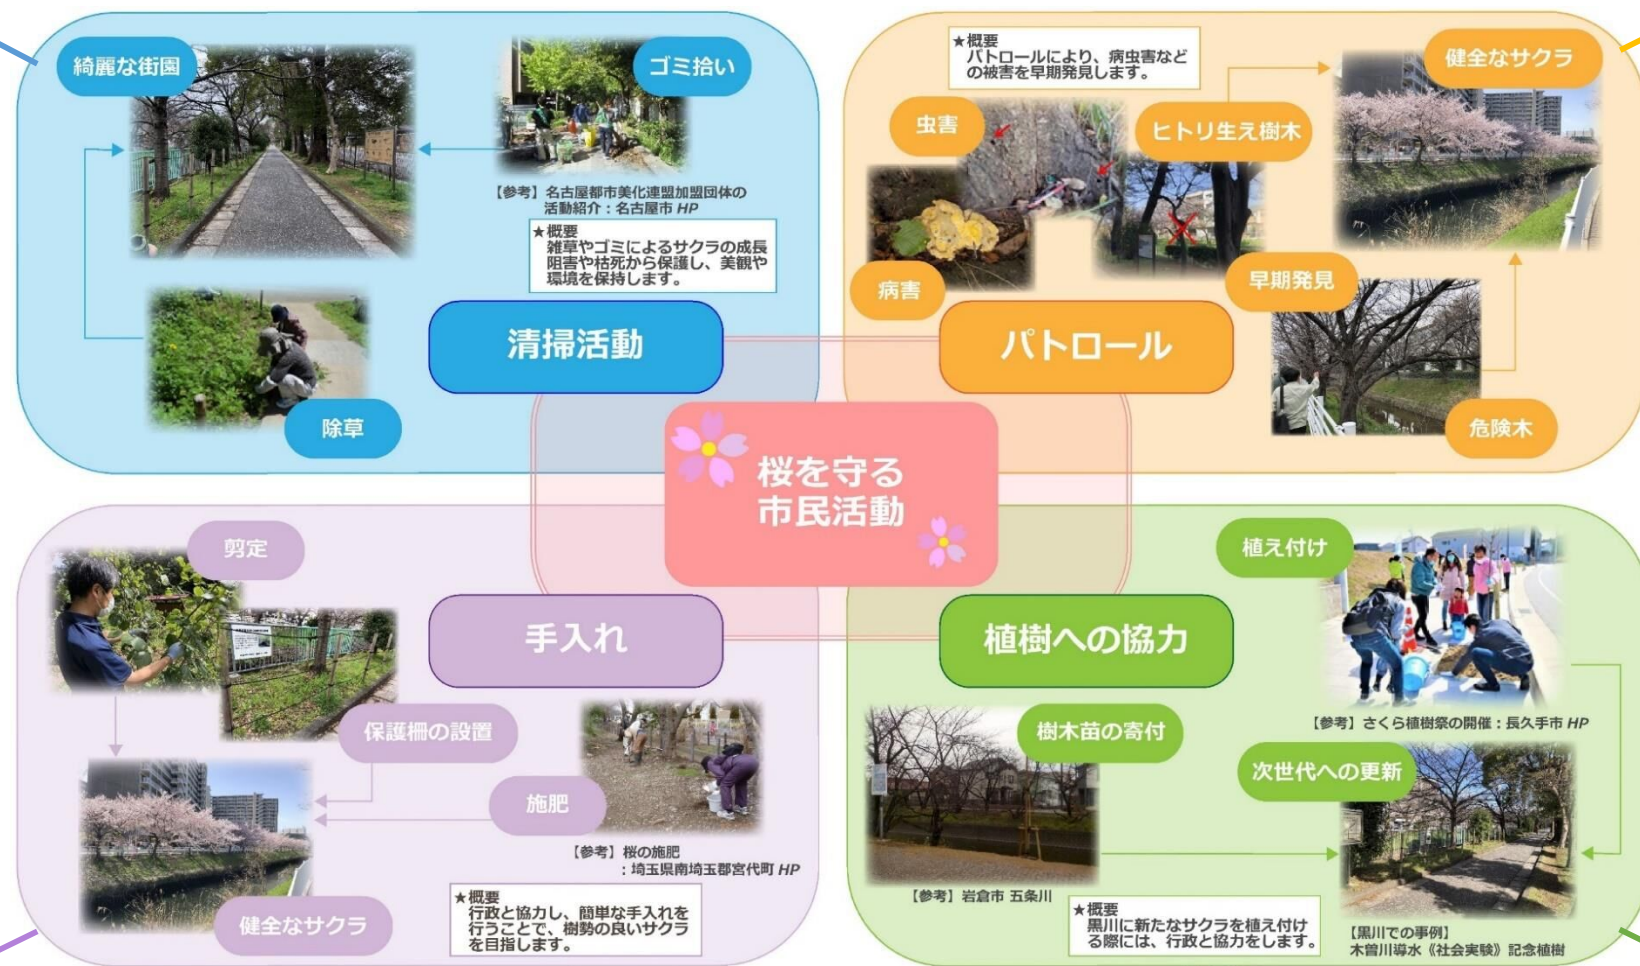 綺麗な街園
ゴミ拾い
【参考】名古屋都市美化連盟加盟団体の
活動紹介：名古屋市 HP
★概要
雑草やゴミによるサクラの成長
阻害や枯死から保護し、美観や
環境を保持します。
除草
清掃活動
★概要
パトロールにより、病虫害など
の被害を早期発見します。
健全なサクラ
虫害
ヒトリ生え樹木
病害
早期発見
危険木
パトロール
桜を守る
市民活動
剪定
手入れ
保護柵の設置
施肥
【参考】桜の施肥
：埼玉県南埼玉郡宮代町 HP
健全なサクラ
★概要
行政と協力し、簡単な手入れを
行うことで、樹勢の良いサクラ
を目指します。
植樹への協力
植え付け
【参考】さくら植樹祭の開催：長久手市 HP
樹木苗の寄付
次世代への更新
【参考】岩倉市 五条川
★概要
黒川に新たなサクラを植え付け
る際には、行政と協力をします。
【黒川での事例】
木曽川導水《社会実験》記念植樹